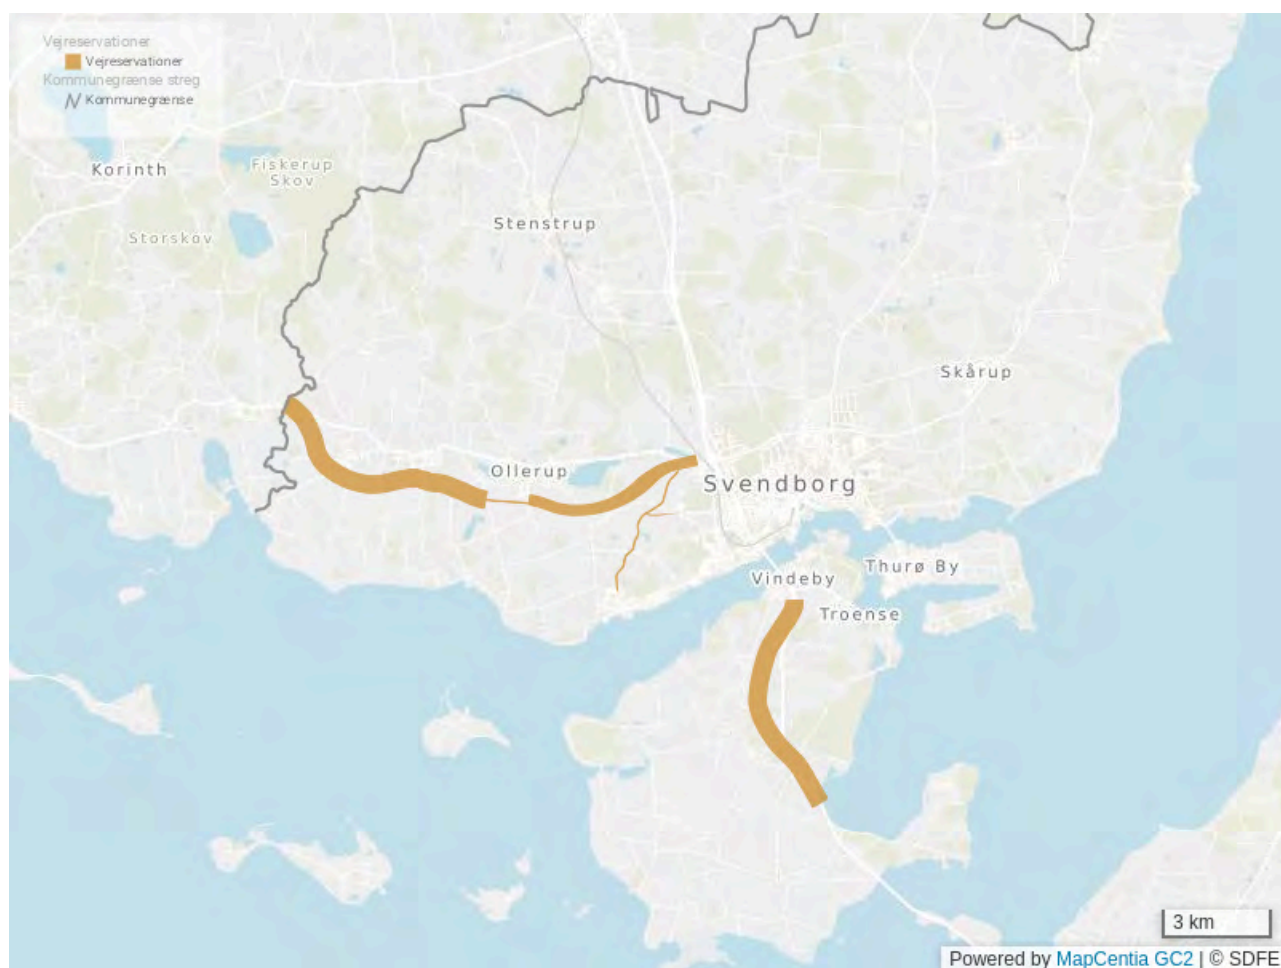 Vejreservationer
Vejreservationer
Kommunegrænse streg
Kommunegrænse
Korinth
Fiskerup
Skov
Storskov
Stenstrup
Skårup
Ollerup
Svendborg
Thurø By
Vindeby
Troense
3 km
Powered by MapCentia GC2 | © SDFE